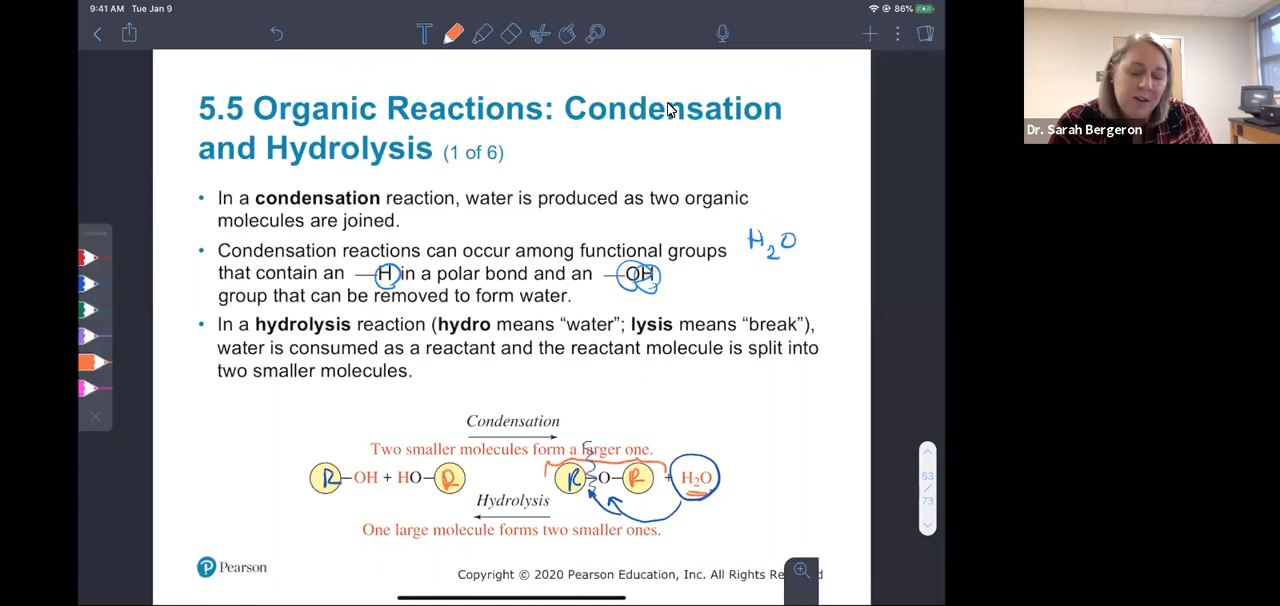 9:41 AM Tue Jan 9
86%
5.5 Organic Reactions: Condensation
and Hydrolysis (1 of 6)
• In a condensation reaction, water is produced as two organic
molecules are joined.
• Condensation reactions can occur among functional groups
H₂O
that contain an —H in a polar bond and an —OH
group that can be removed to form water.
• In a hydrolysis reaction (hydro means “water”; lysis means “break”),
water is consumed as a reactant and the reactant molecule is split into
two smaller molecules.
Condensation
Two smaller molecules form a larger one.
R—OH + HO—R R—O—R + H₂O
Hydrolysis
One large molecule forms two smaller ones.
Pearson
Copyright © 2020 Pearson Education, Inc. All Rights Re
53
/
73
Dr. Sarah Bergeron